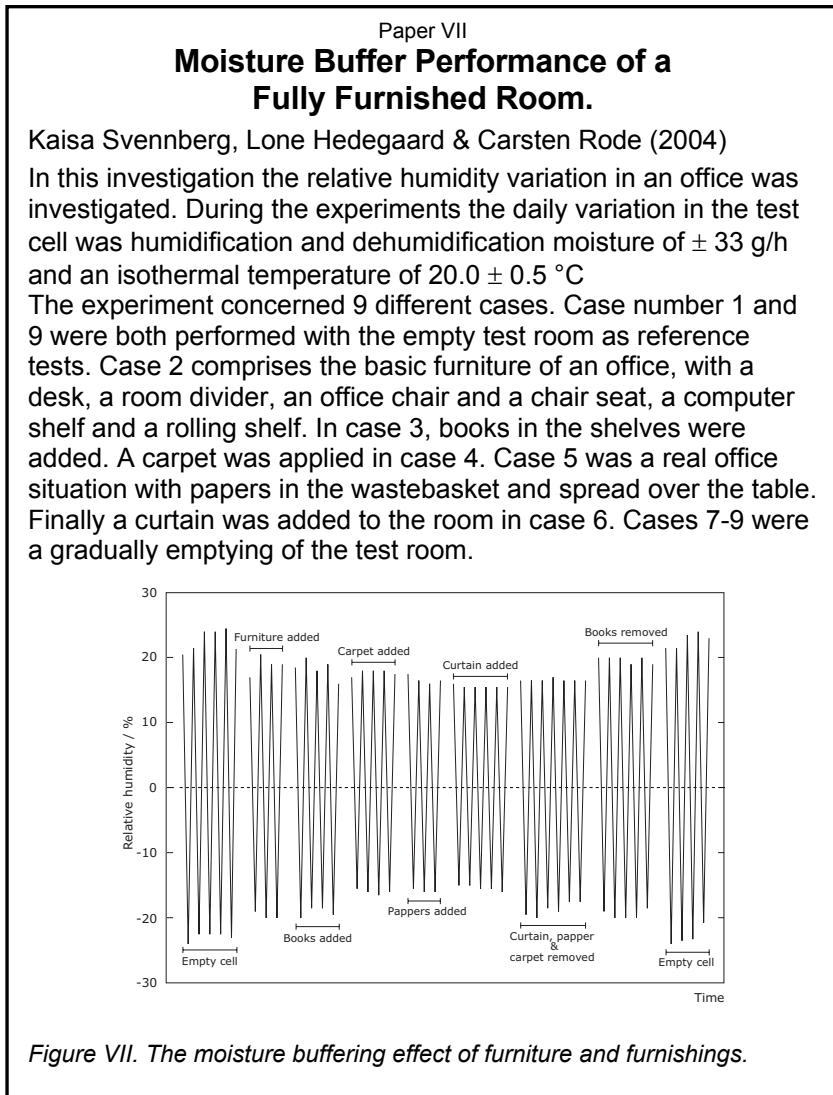 Paper VII
Moisture Buffer Performance of a
Fully Furnished Room.
Kaisa Svennberg, Lone Hedegaard & Carsten Rode (2004)
In this investigation the relative humidity variation in an office was
investigated. During the experiments the daily variation in the test
cell was humidification and dehumidification moisture of ± 33 g/h
and an isothermal temperature of 20.0 ± 0.5 °C
The experiment concerned 9 different cases. Case number 1 and
9 were both performed with the empty test room as reference
tests. Case 2 comprises the basic furniture of an office, with a
desk, a room divider, an office chair and a chair seat, a computer
shelf and a rolling shelf. In case 3, books in the shelves were
added. A carpet was applied in case 4. Case 5 was a real office
situation with papers in the wastebasket and spread over the table.
Finally a curtain was added to the room in case 6. Cases 7-9 were
a gradually emptying of the test room.
30
20
10
0
-10
-20
-30
Relative humidity / %
Furniture added
Carpet added
Curtain added
Books removed
Empty cell
Books added
Pappers added
Curtain, papper
&
carpet removed
Empty cell
Time
Figure VII. The moisture buffering effect of furniture and furnishings.